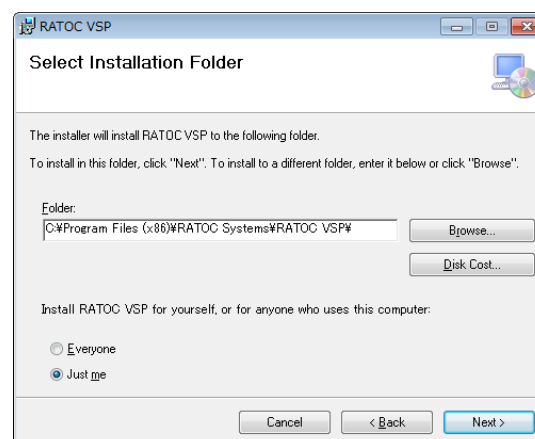 RATOC VSP
Select Installation Folder
The installer will install RATOC VSP to the following folder.
To install in this folder, click "Next". To install to a different folder, enter it below or click "Browse".
Folder:
C:¥Program Files (x86)¥RATOC Systems¥RATOC VSP¥
Browse...
Disk Cost...
Install RATOC VSP for yourself, or for anyone who uses this computer:
Everyone
Just me
Cancel
< Back
Next >